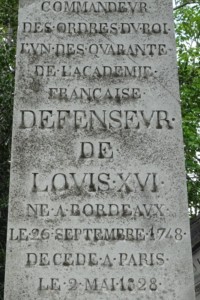 COMMANDEVR
DES·ORDRES·DV·ROI
L'VN·DES·QVARANTE
DE·L'ACADEMIE
FRANÇAISE·
DEFENSEVR·
DE
LOVIS·XVI
NE·A·BORDEAVX
LE·26·SEPTEMBRE·1748·
DECEDE·A·PARIS
LE·2·MAI·1828·